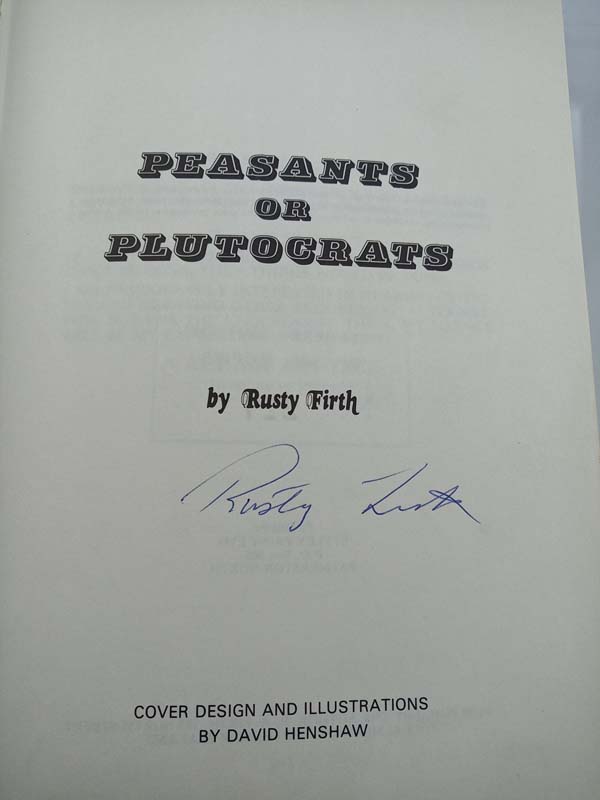 PEASANTS
OR
PLUTOCRATS
by Rusty Firth
Rusty Firth
COVER DESIGN AND ILLUSTRATIONS
BY DAVID HENSHAW